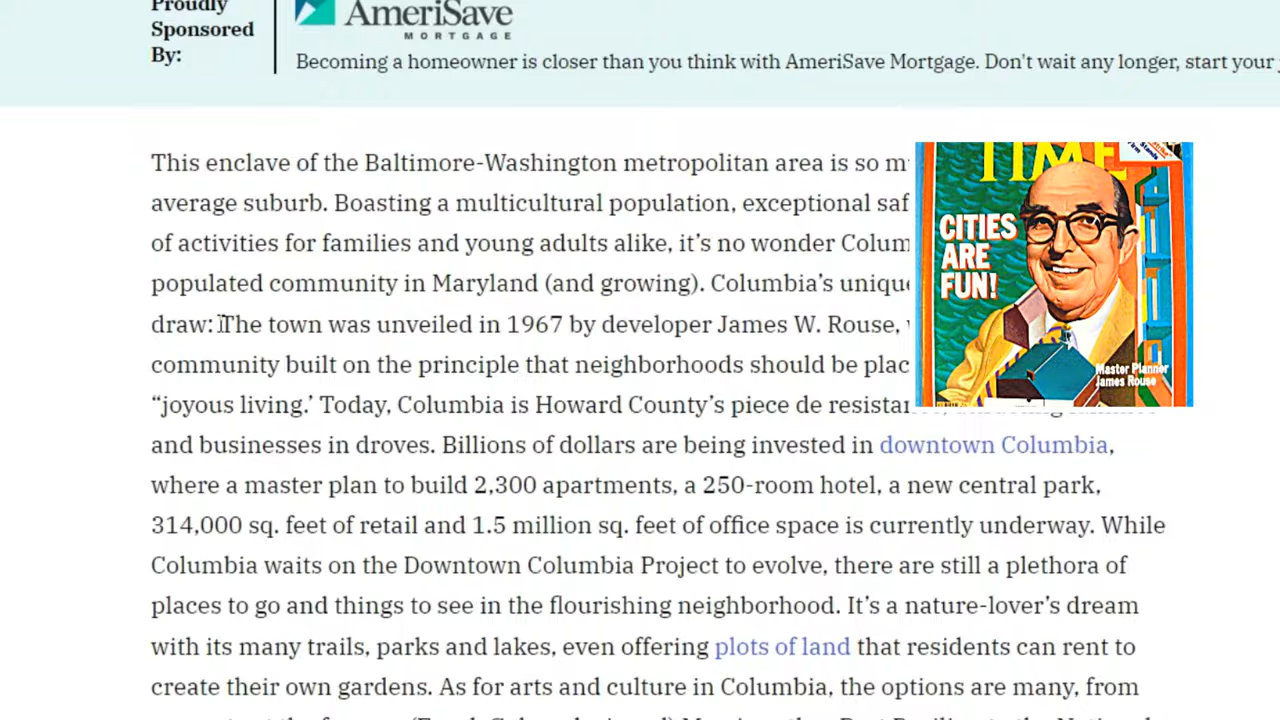 Proudly
Sponsored
By:
AmeriSave
MORTGAGE
Becoming a homeowner is closer than you think with AmeriSave Mortgage. Don't wait any longer, start your
This enclave of the Baltimore-Washington metropolitan area is so
average suburb. Boasting a multicultural population, exceptional
of activities for families and young adults alike, it’s no wonder
populated community in Maryland (and growing). Columbia’s
draw: The town was unveiled in 1967 by developer James W. Rouse,
community built on the principle that neighborhoods should be
“joyous living.’ Today, Columbia is Howard County’s piece de
and businesses in droves. Billions of dollars are being invested in downtown Columbia,
where a master plan to build 2,300 apartments, a 250-room hotel, a new central park,
314,000 sq. feet of retail and 1.5 million sq. feet of office space is currently underway. While
Columbia waits on the Downtown Columbia Project to evolve, there are still a plethora of
places to go and things to see in the flourishing neighborhood. It’s a nature-lover’s dream
with its many trails, parks and lakes, even offering plots of land that residents can rent to
create their own gardens. As for arts and culture in Columbia, the options are many, from
TIME
CITIES
ARE
FUN!
Master Planner
James Rouse